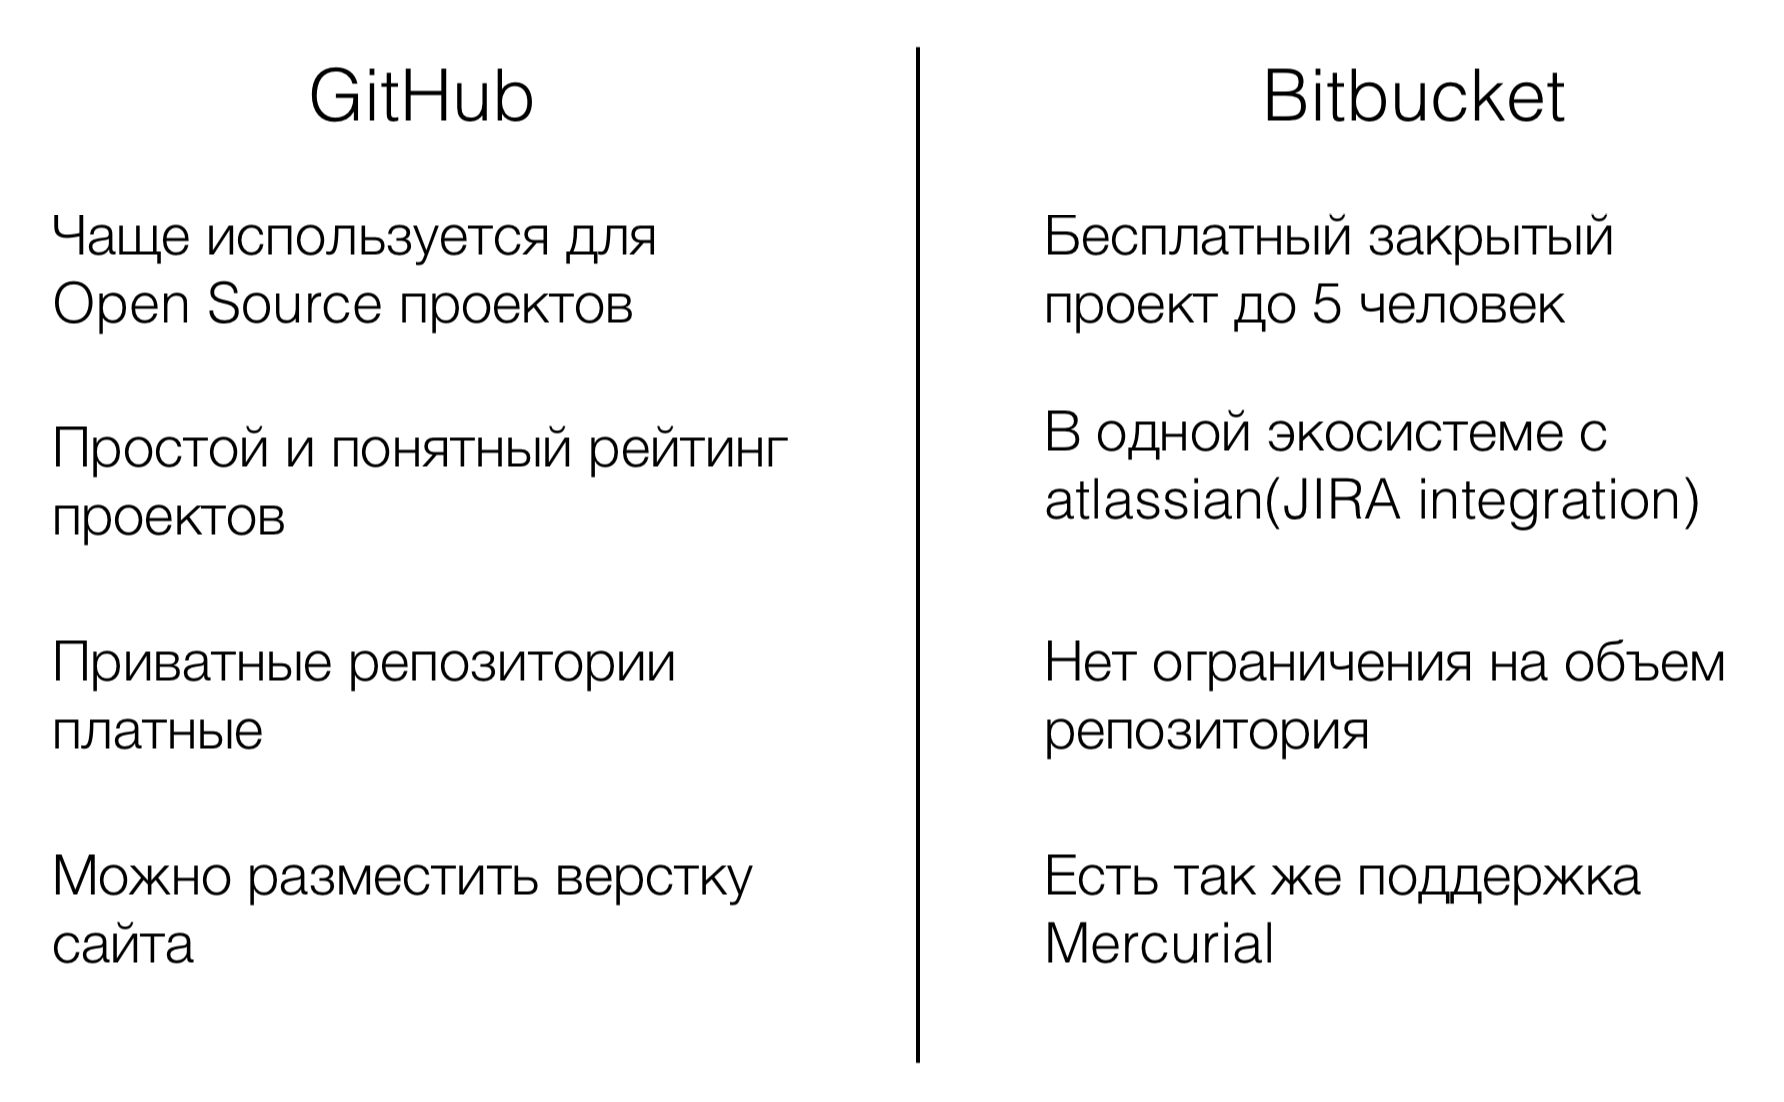 GitHub
Чаще используется для
Open Source проектов
Простой и понятный рейтинг
проектов
Приватные репозитории
платные
Можно разместить верстку
сайта
Bitbucket
Бесплатный закрытый
проект до 5 человек
В одной экосистеме с
atlassian(JIRA integration)
Нет ограничения на объем
репозитория
Есть так же поддержка
Mercurial